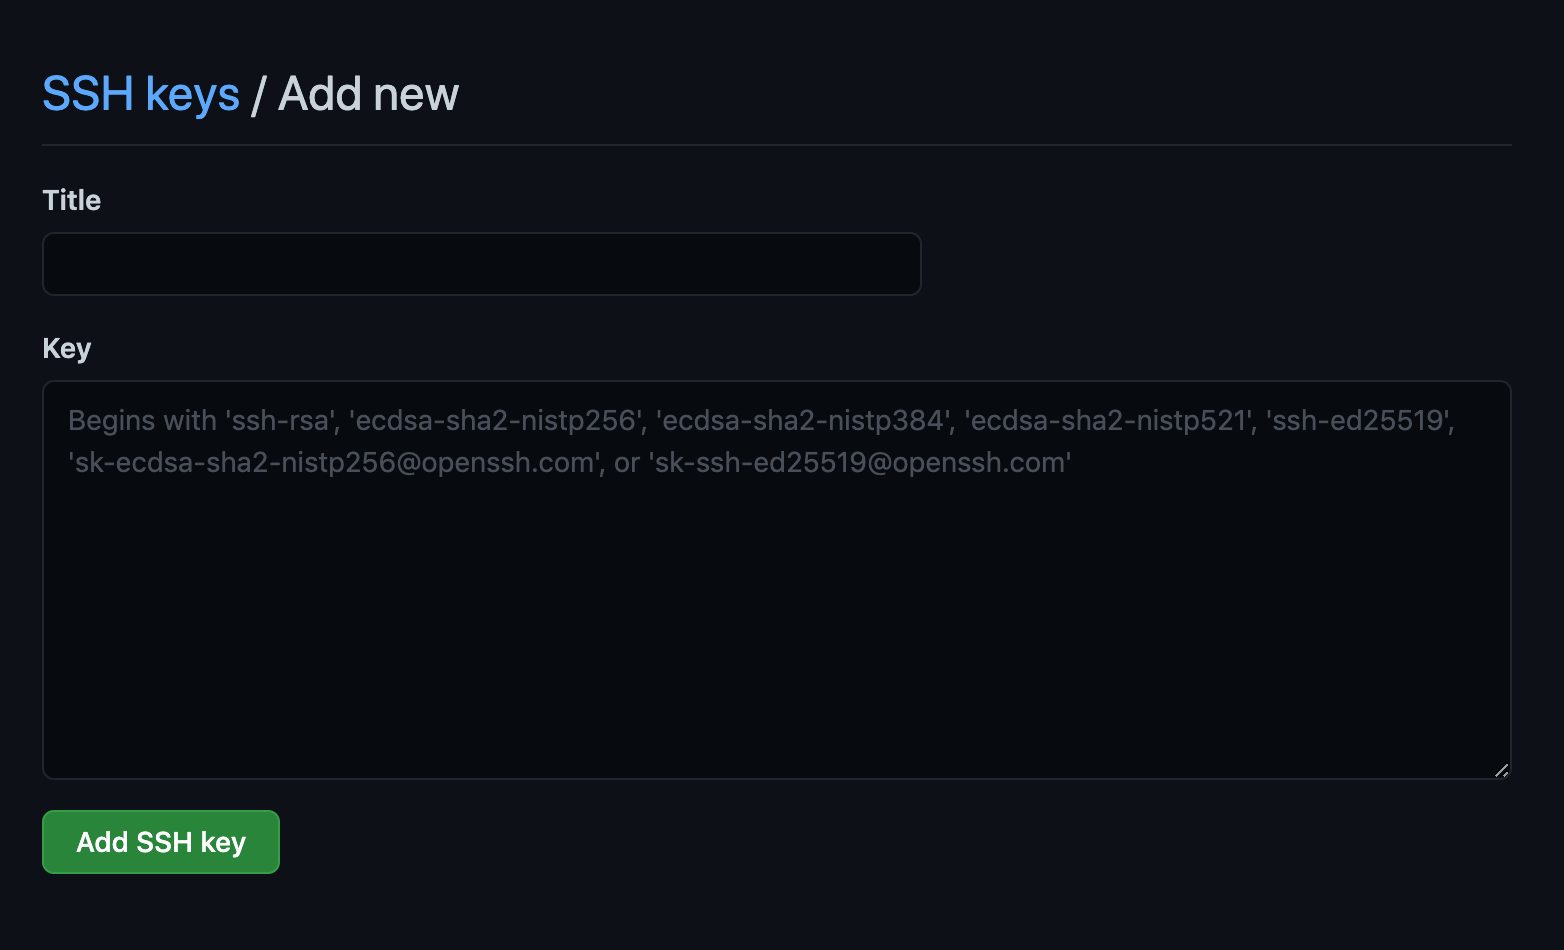 SSH keys / Add new
Title
Key
Begins with 'ssh-rsa', 'ecdsa-sha2-nistp256', 'ecdsa-sha2-nistp384', 'ecdsa-sha2-nistp521', 'ssh-ed25519',
'sk-ecdsa-sha2-nistp256@openssh.com', or 'sk-ssh-ed25519@openssh.com'
Add SSH key